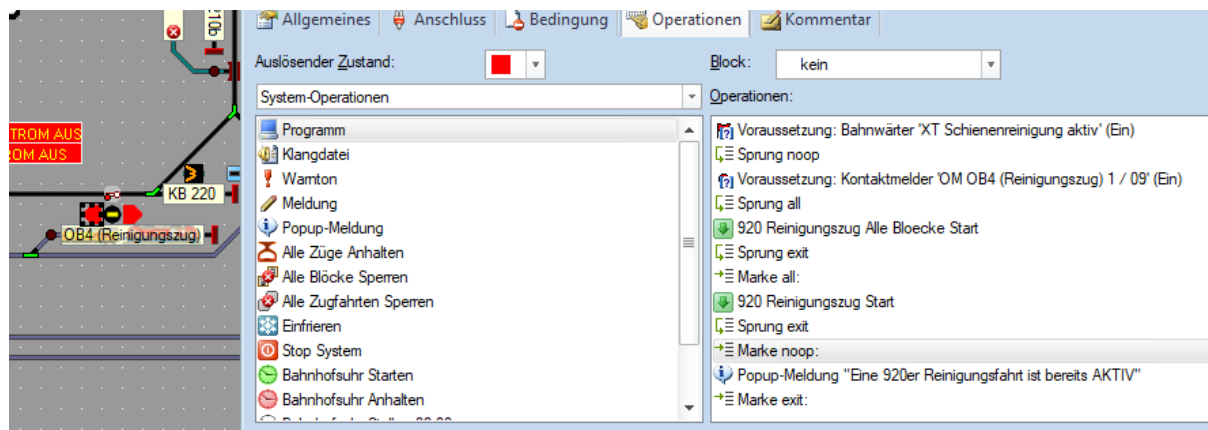 10b
Allgemeines Anschluss Bedingung Operationen Kommentar
Auslösender Zustand: Block: kein
System-Operationen Operationen:
TROM AUS
OM AUS
KB 220
OB4 (Reinigungszug)
Programm
Klangdatei
Warnton
Meldung
Popup-Meldung
Alle Züge Anhalten
Alle Blöcke Sperren
Alle Zugfahrten Sperren
Einfrieren
Stop System
Bahnhofsuhr Starten
Bahnhofsuhr Anhalten
Voraussetzung: Bahnwärter 'XT Schienenreinigung aktiv' (Ein)
Sprung noop
Voraussetzung: Kontaktmelder 'OM OB4 (Reinigungszug) 1 / 09' (Ein)
Sprung all
920 Reinigungszug Alle Bloecke Start
Sprung exit
Marke all:
920 Reinigungszug Start
Sprung exit
Marke noop:
Popup-Meldung "Eine 920er Reinigungsfahrt ist bereits AKTIV"
Marke exit: